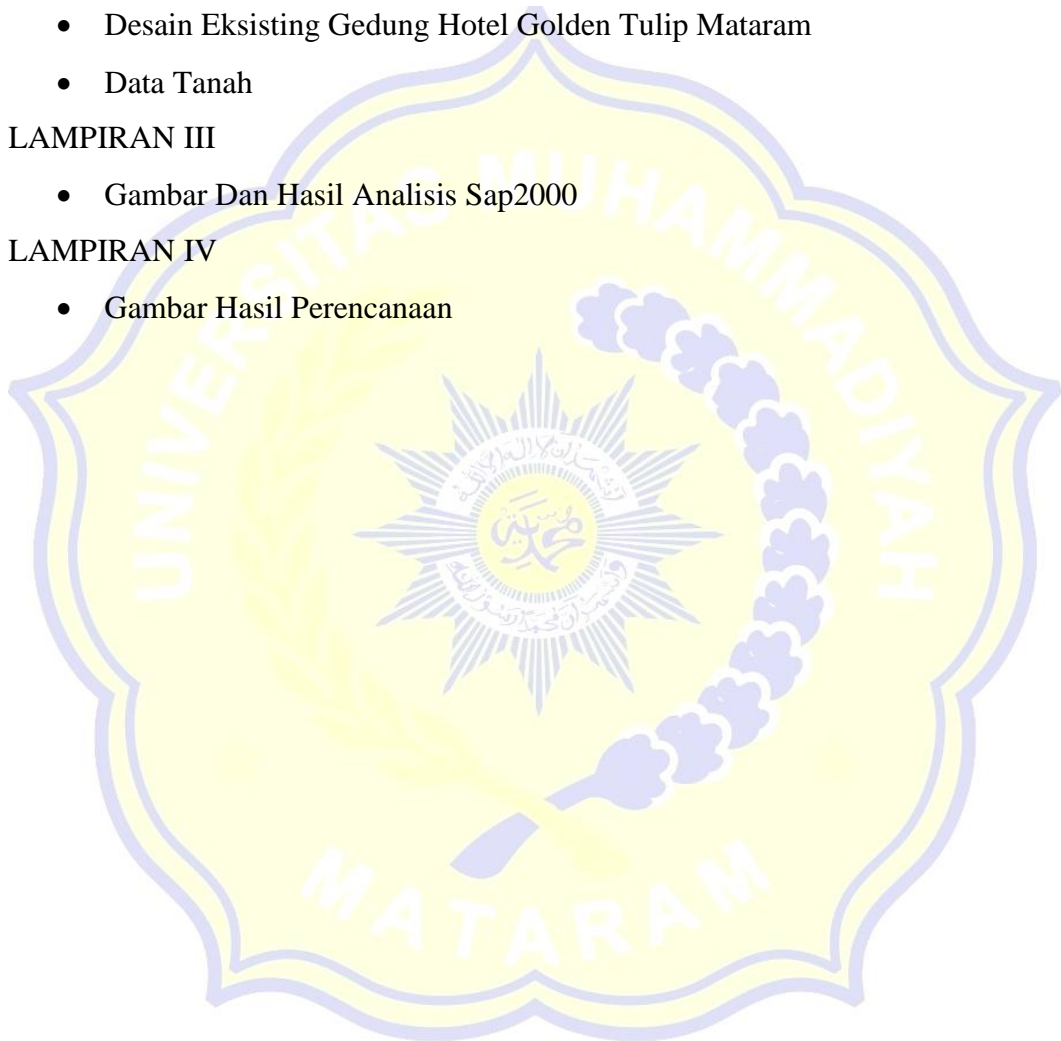 • Desain Eksisting Gedung Hotel Golden Tulip Mataram
• Data Tanah
LAMPIRAN III
• Gambar Dan Hasil Analisis Sap2000
LAMPIRAN IV
• Gambar Hasil Perencanaan
UNIVERSITAS MUHAMMADIYAH
MATARAM